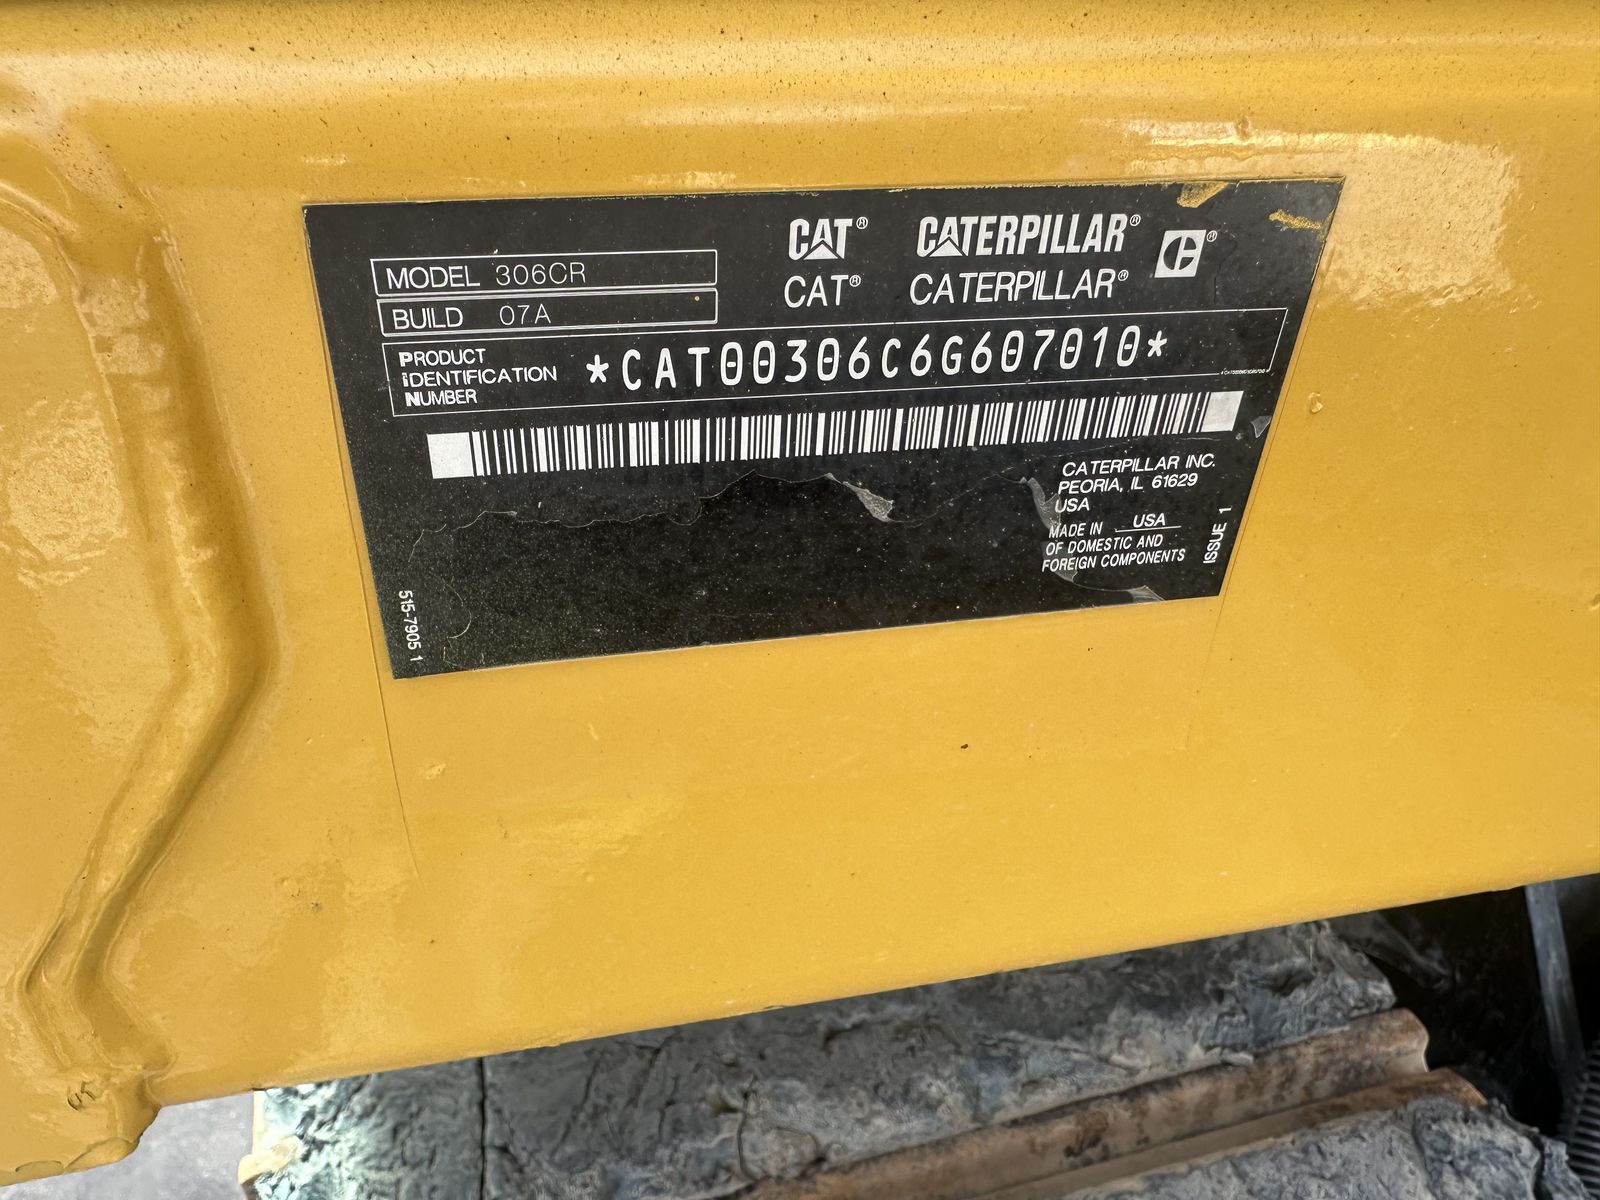 CAT® CATERPILLAR® C®
CAT® CATERPILLAR®
MODEL 306CR
BUILD 07A
PRODUCT IDENTIFICATION NUMBER
*CAT00306C6G607010*
CATERPILLAR INC.
PEORIA, IL 61629
USA
MADE IN USA
OF DOMESTIC AND
FOREIGN COMPONENTS
ISSUE 1
515-7905 1